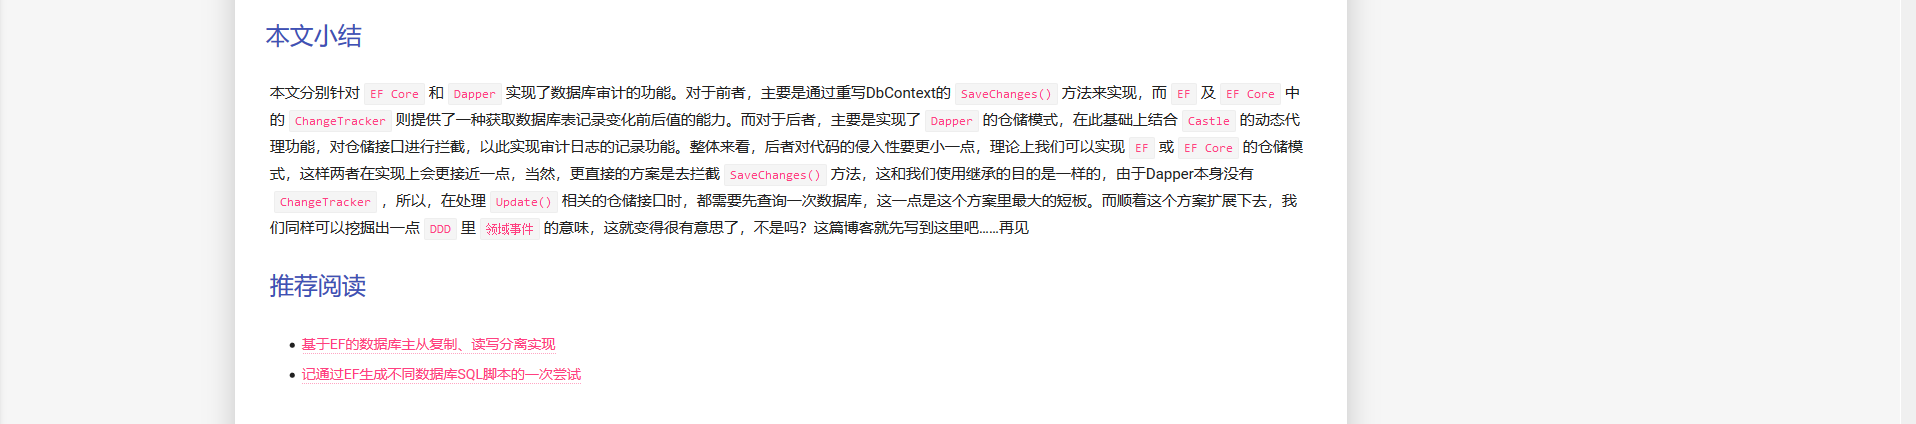 本文小结
本文分别针对 EF Core 和 Dapper 实现了数据库审计的功能。对于前者，主要是通过重写DbContext的 SaveChanges() 方法来实现，而 EF 及 EF Core 中
的 ChangeTracker 则提供了一种获取数据库表记录变化前后值的能力。而对于后者，主要是实现了 Dapper 的仓储模式，在此基础上结合 Castle 的动态代
理功能，对仓储接口进行拦截，以此实现审计日志的记录功能。整体来看，后者对代码的侵入性要更小一点，理论上我们可以实现 EF 或 EF Core 的仓储模
式，这样两者在实现上会更接近一点，当然，更直接的方案是去拦截 SaveChanges() 方法，这和我们使用继承的目的是一样的，由于Dapper本身没有
ChangeTracker ，所以，在处理 Update() 相关的仓储接口时，都需要先查询一次数据库，这一点是这个方案里最大的短板。而顺着这个方案扩展下去，我
们同样可以挖掘出一点 DDD 里 领域事件 的意味，这就变得很有意思了，不是吗？这篇博客就先写到这里吧……再见
推荐阅读
基于EF的数据库主从复制、读写分离实现
记通过EF生成不同数据库SQL脚本的一次尝试